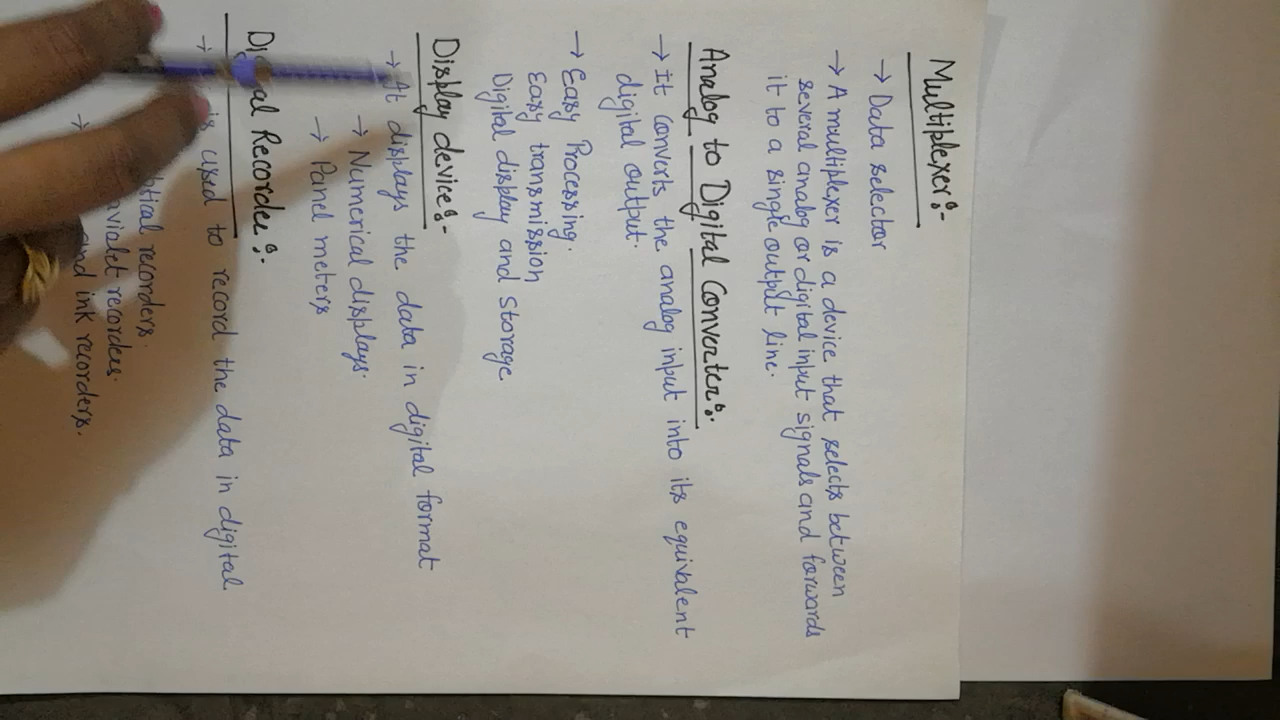 Multiplexer:-
→ Data selector
→ A multiplexer is a device that selects between
several analog or digital input signals and forwards
it to a single output line.
Analog to Digital Converter:-
→ It converts the analog input into its equivalent
digital output.
→ Easy Processing.
Easy transmission
Digital display and storage
Display device:-
→ It displays the data in digital format
→ Numerical displays.
→ Panel meters
Recorder:-
→ is used to record the data in digital
recorders.
recorders.
→ and ink recorders.